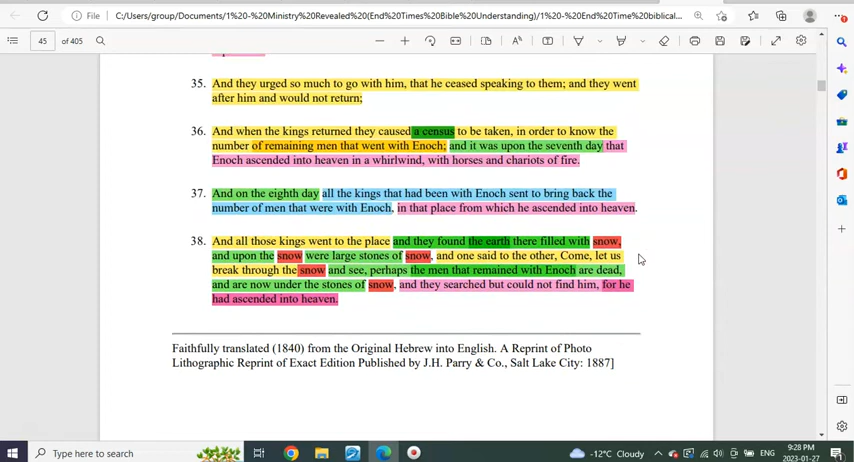 File
C:/Users/group/Documents/1%20-%20Ministry%20Revealed%20(End%20Times%20Bible%20Understanding)/1%20-%20End%20Time%20biblical...
45 of 405
35. And they urged so much to go with him, that he ceased speaking to them; and they went
after him and would not return;
36. And when the kings returned they caused a census to be taken, in order to know the
number of remaining men that went with Enoch; and it was upon the seventh day that
Enoch ascended into heaven in a whirlwind, with horses and chariots of fire.
37. And on the eighth day all the kings that had been with Enoch sent to bring back the
number of men that were with Enoch, in that place from which he ascended into heaven.
38. And all those kings went to the place and they found the earth there filled with snow,
and upon the snow were large stones of snow, and one said to the other, Come, let us
break through the snow and see, perhaps the men that remained with Enoch are dead,
and are now under the stones of snow, and they searched but could not find him, for he
had ascended into heaven.
Faithfully translated (1840) from the Original Hebrew into English. A Reprint of Photo
Lithographic Reprint of Exact Edition Published by J.H. Parry & Co., Salt Lake City: 1887]
Type here to search
-12°C Cloudy
ENG
9:28 PM
2023-01-27